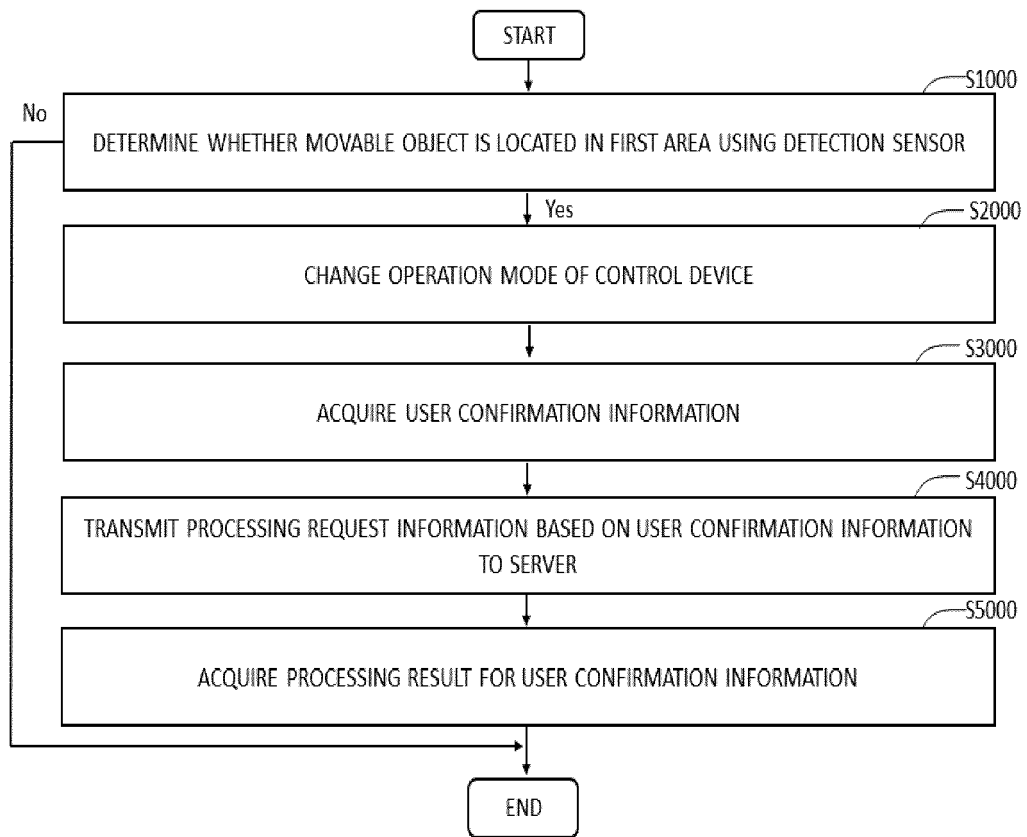 START
S1000
No
DETERMINE WHETHER MOVABLE OBJECT IS LOCATED IN FIRST AREA USING DETECTION SENSOR
Yes
S2000
CHANGE OPERATION MODE OF CONTROL DEVICE
S3000
ACQUIRE USER CONFIRMATION INFORMATION
S4000
TRANSMIT PROCESSING REQUEST INFORMATION BASED ON USER CONFIRMATION INFORMATION
TO SERVER
S5000
ACQUIRE PROCESSING RESULT FOR USER CONFIRMATION INFORMATION
END